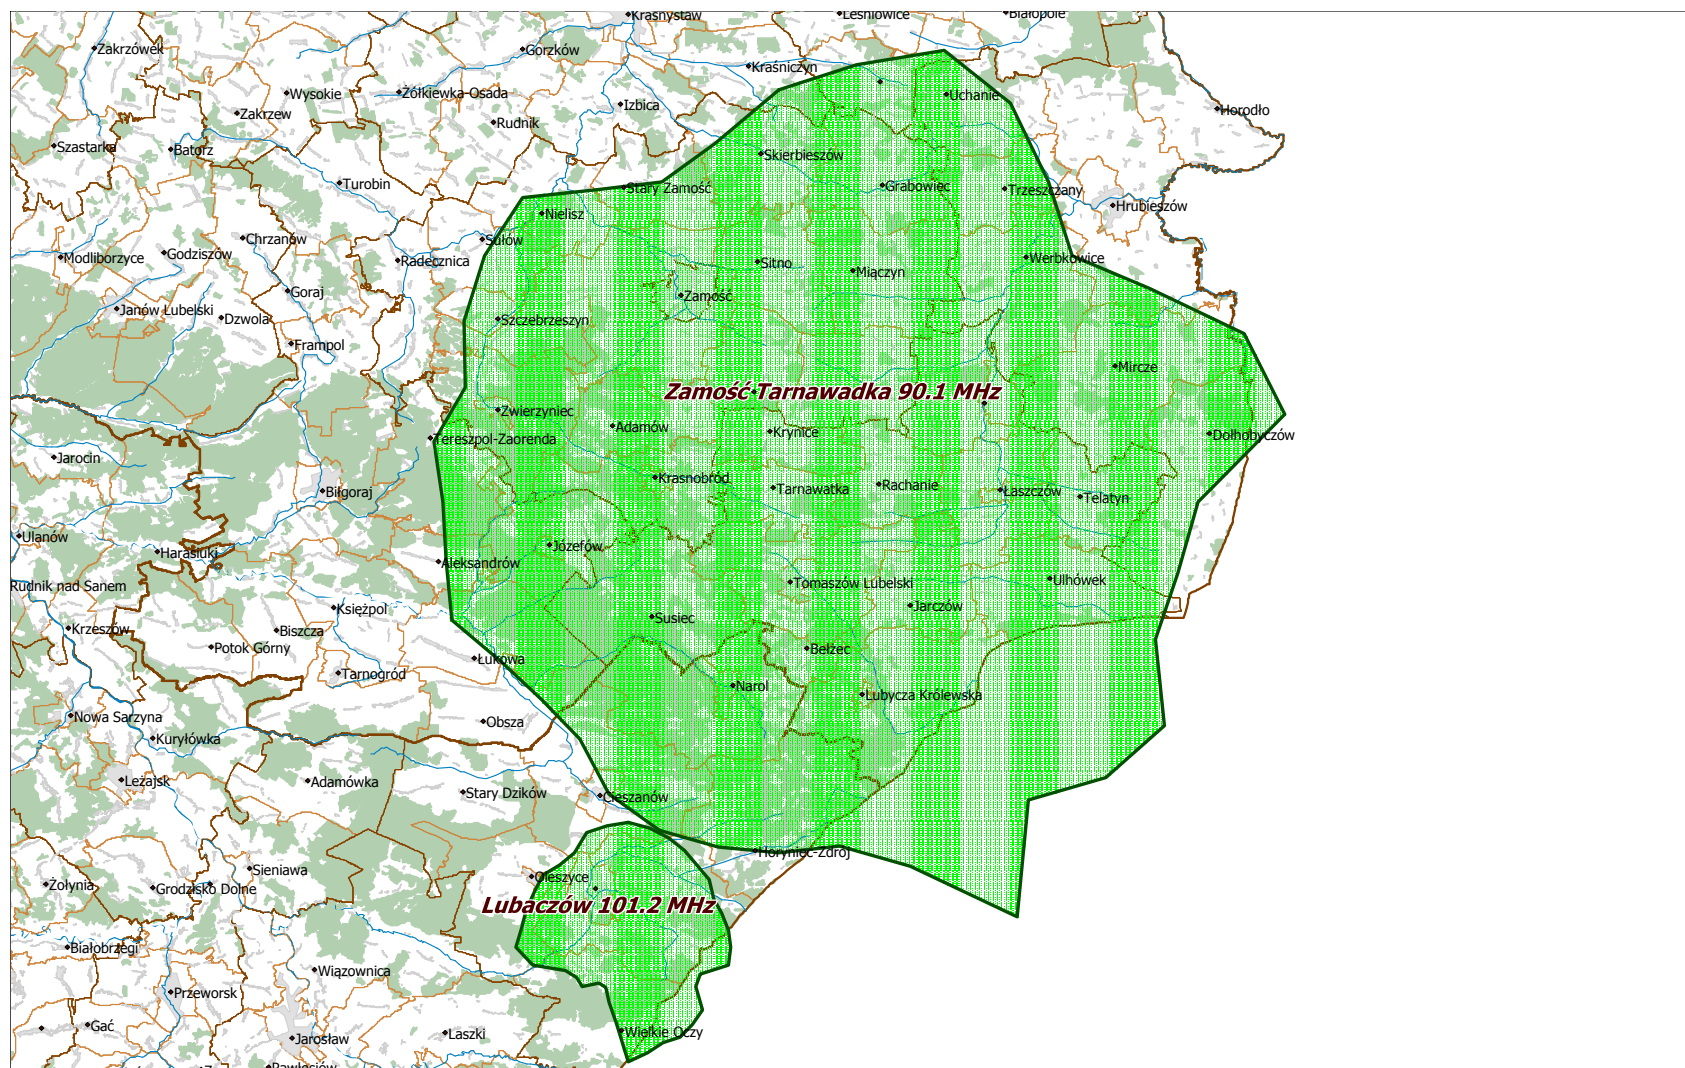 Krasnystaw
Leśniowice
Białopole
Zakrzówek
Gorzków
Kraśniczyn
Wysokie
Żółkiewka-Osada
Uchanie
Izbica
Zakrzew
Horodło
Rudnik
Szastarka
Batorz
Skierbieszów
Turobin
Stary Zamość
Grabowiec
Trzeszczany
Hrubieszów
Nielisz
Chrzanów
Sułów
Modliborzyce
Godziszów
Radecznica
Sitno
Miączyn
Werbkowice
Goraj
Zamość
Janów Lubelski
Dzwola
Szczebrzeszyn
Frampol
Mircze
Zamość-Tarnawadka 90.1 MHz
Zwierzyniec
Adamów
Krynice
Tereszpol-Zaorenda
Dołhobyczów
Jarocin
Krasnobród
Biłgoraj
Tarnawatka
Rachanie
Łaszczów
Telatyn
Ulanów
Józefów
Harasiuki
Aleksandrów
Tomaszów Lubelski
Ulhówek
Rudnik nad Sanem
Księżpol
Jarczów
Susiec
Krzeszów
Biszcza
Potok Górny
Bełżec
Łukowa
Tarnogród
Narol
Lubycza Królewska
Nowa Sarzyna
Obsza
Kuryłówka
Leżajsk
Adamówka
Stary Dzików
Cieszanów
Horyniec-Zdrój
Sieniawa
Oleszyce
Żołynia
Grodzisko Dolne
Lubaczów 101.2 MHz
Białobrzegi
Wiązownica
Przeworsk
Gać
Laszki
Wielkie Oczy
Jarosław
Pawłosiów